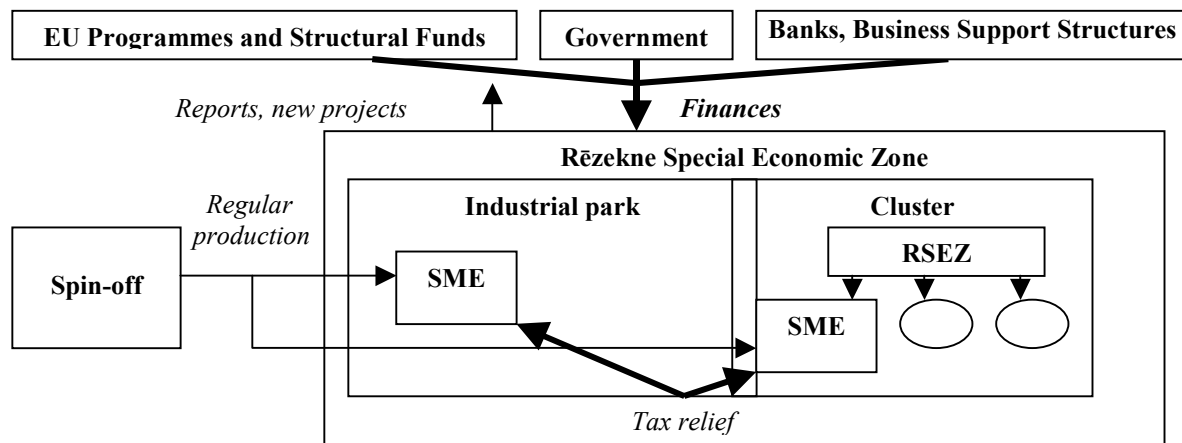 EU Programmes and Structural Funds
Government
Banks, Business Support Structures
Reports, new projects
Finances
Rēzekne Special Economic Zone
Regular
production
Industrial park
Cluster
Spin-off
SME
RSEZ
SME
Tax relief